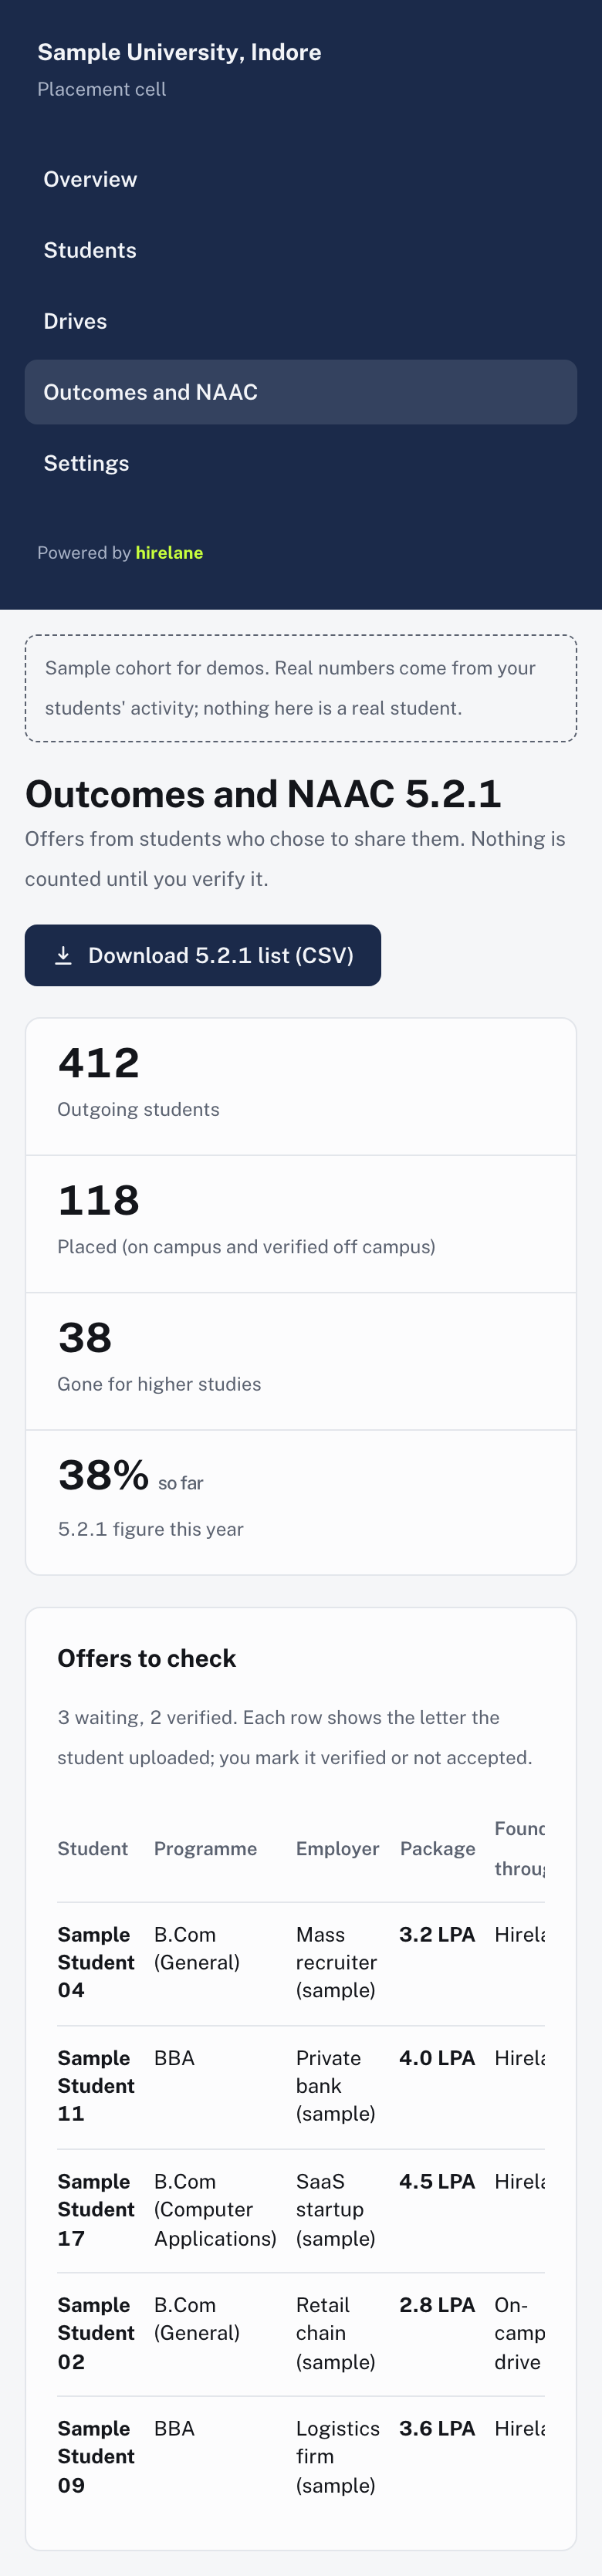 Sample University, Indore
Placement cell
Overview
Students
Drives
Outcomes and NAAC
Settings
Powered by hirelane
Sample cohort for demos. Real numbers come from your
students' activity; nothing here is a real student.
Outcomes and NAAC 5.2.1
Offers from students who chose to share them. Nothing is
counted until you verify it.
Download 5.2.1 list (CSV)
412
Outgoing students
118
Placed (on campus and verified off campus)
38
Gone for higher studies
38% so far
5.2.1 figure this year
Offers to check
3 waiting, 2 verified. Each row shows the letter the
student uploaded; you mark it verified or not accepted.
Student Programme Employer Package
Sample B.Com Mass 3.2 LPA
Student (General) recruiter
04 (sample)
Sample BBA Private 4.0 LPA
Student bank
11 (sample)
Sample B.Com SaaS 4.5 LPA
Student (Computer startup
17 Applications) (sample)
Sample B.Com Retail 2.8 LPA On-
Student (General) chain
02 (sample) drive
Sample BBA Logistics 3.6 LPA
Student firm
09 (sample)